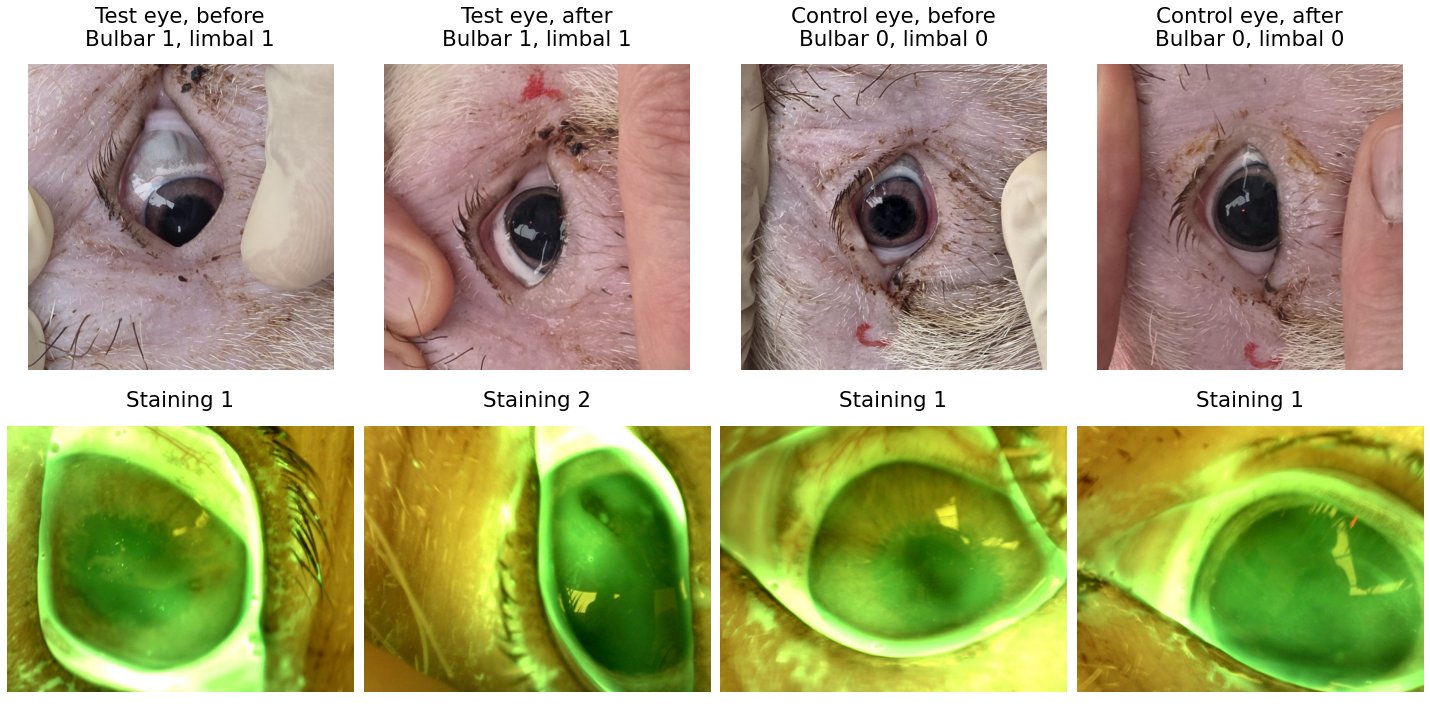 Test eye, before
Bulbar 1, limbal 1
Test eye, after
Bulbar 1, limbal 1
Control eye, before
Bulbar 0, limbal 0
Control eye, after
Bulbar 0, limbal 0
Staining 1
Staining 2
Staining 1
Staining 1